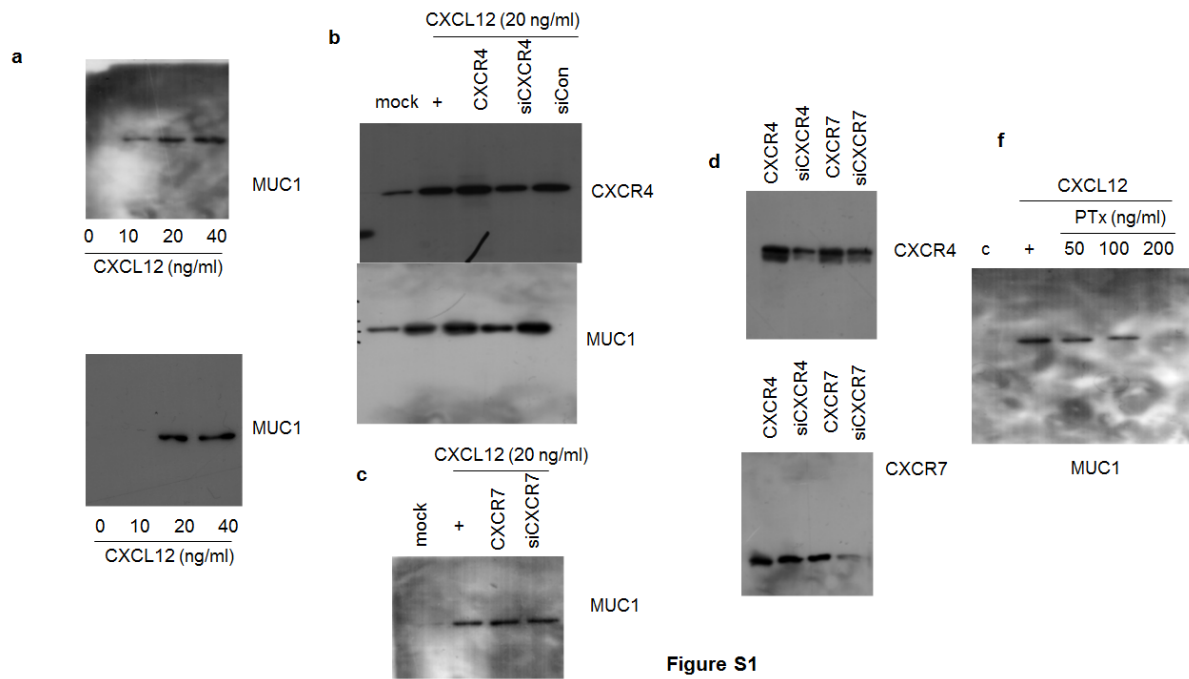 a
MUC1
0 10 20 40
CXCL12 (ng/ml)
MUC1
0 10 20 40
CXCL12 (ng/ml)
b
CXCL12 (20 ng/ml)
mock + CXCR4 siCXCR4 siCon
CXCR4
MUC1
c
CXCL12 (20 ng/ml)
mock + CXCR7 siCXCR7
MUC1
d
CXCR4 siCXCR4 CXCR7 siCXCR7
CXCR4
CXCR4 siCXCR4 CXCR7 siCXCR7
CXCR7
f
CXCL12
PTx (ng/ml)
c + 50 100 200
MUC1
Figure S1